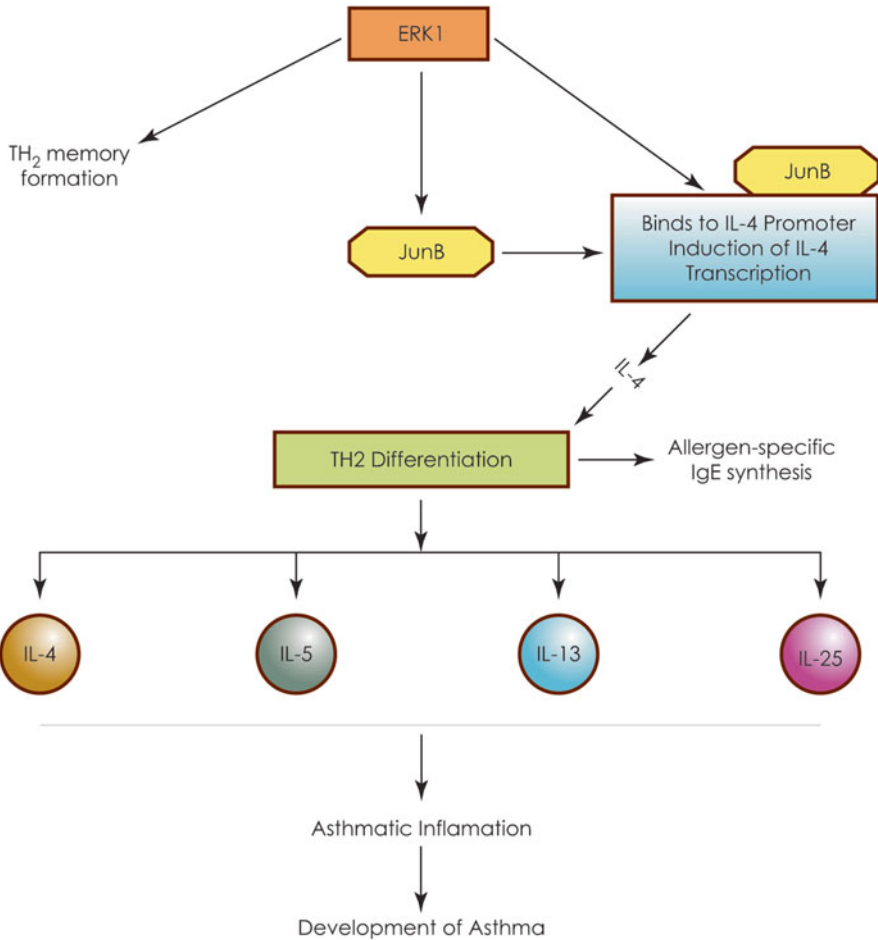 ERK1
TH₂ memory
formation
JunB
JunB
Binds to IL-4 Promoter
Induction of IL-4
Transcription
IL-4
TH2 Differentiation
Allergen-specific
IgE synthesis
IL-4
IL-5
IL-13
IL-25
Asthmatic Inflamation
Development of Asthma